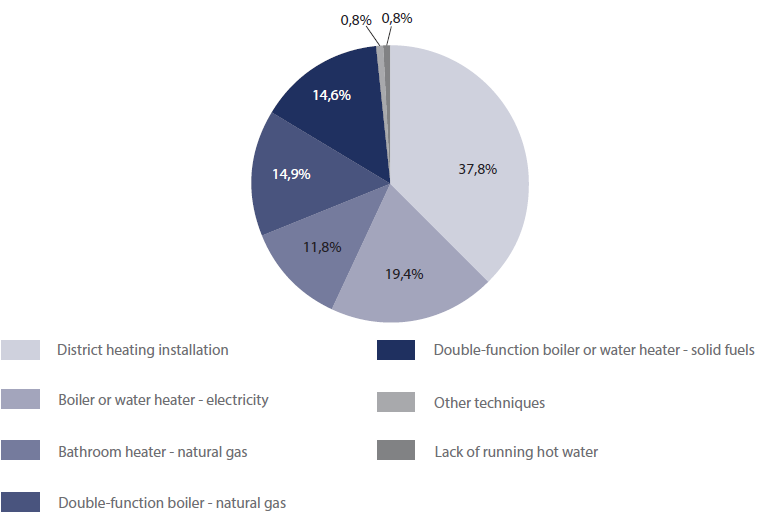 0,8%
0,8%
14,6%
37,8%
14,9%
11,8%
19,4%
District heating installation
Boiler or water heater - electricity
Bathroom heater - natural gas
Double-function boiler - natural gas
Double-function boiler or water heater - solid fuels
Other techniques
Lack of running hot water